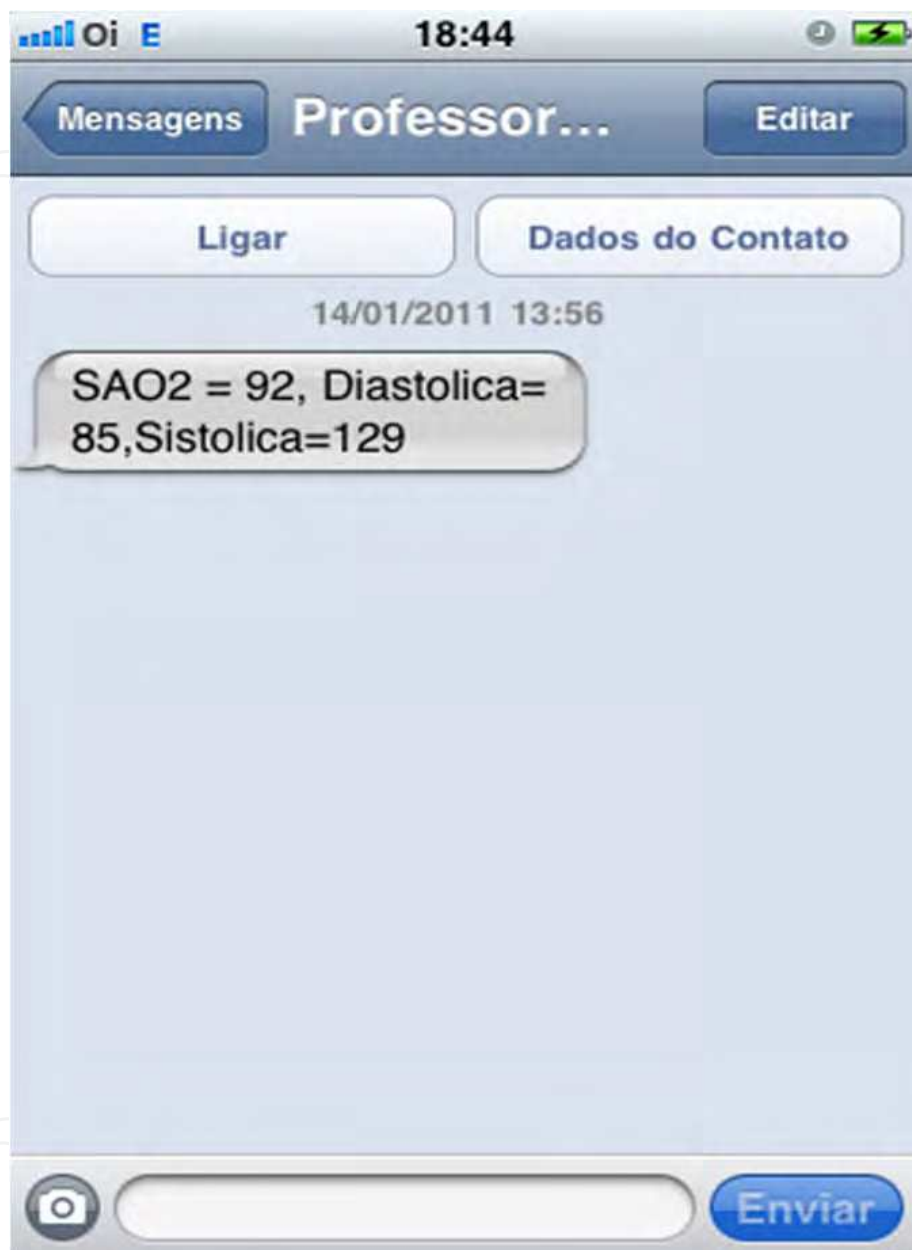 Oi E 18:44
Mensagens Professor... Editar
Ligar Dados do Contato
14/01/2011 13:56
SAO2 = 92, Diastolica=
85,Sistolica=129
Enviar